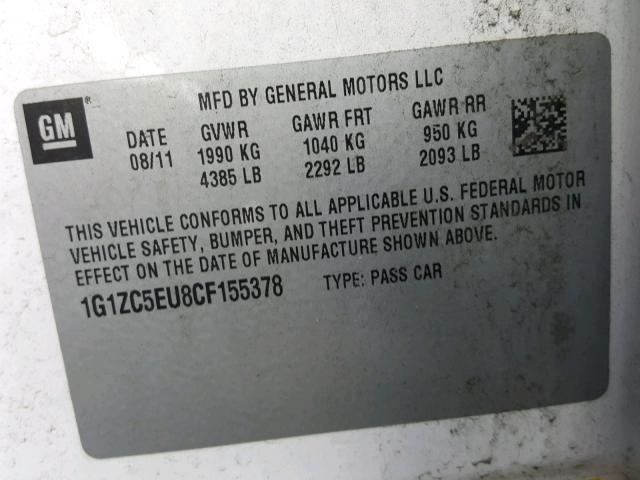 MFD BY GENERAL MOTORS LLC
GM ®
DATE GVWR GAWR FRT GAWR RR
08/11 1990 KG 1040 KG 950 KG
4385 LB 2292 LB 2093 LB
THIS VEHICLE CONFORMS TO ALL APPLICABLE U.S. FEDERAL MOTOR
VEHICLE SAFETY, BUMPER, AND THEFT PREVENTION STANDARDS IN
EFFECT ON THE DATE OF MANUFACTURE SHOWN ABOVE.
1G1ZC5EU8CF155378 TYPE: PASS CAR